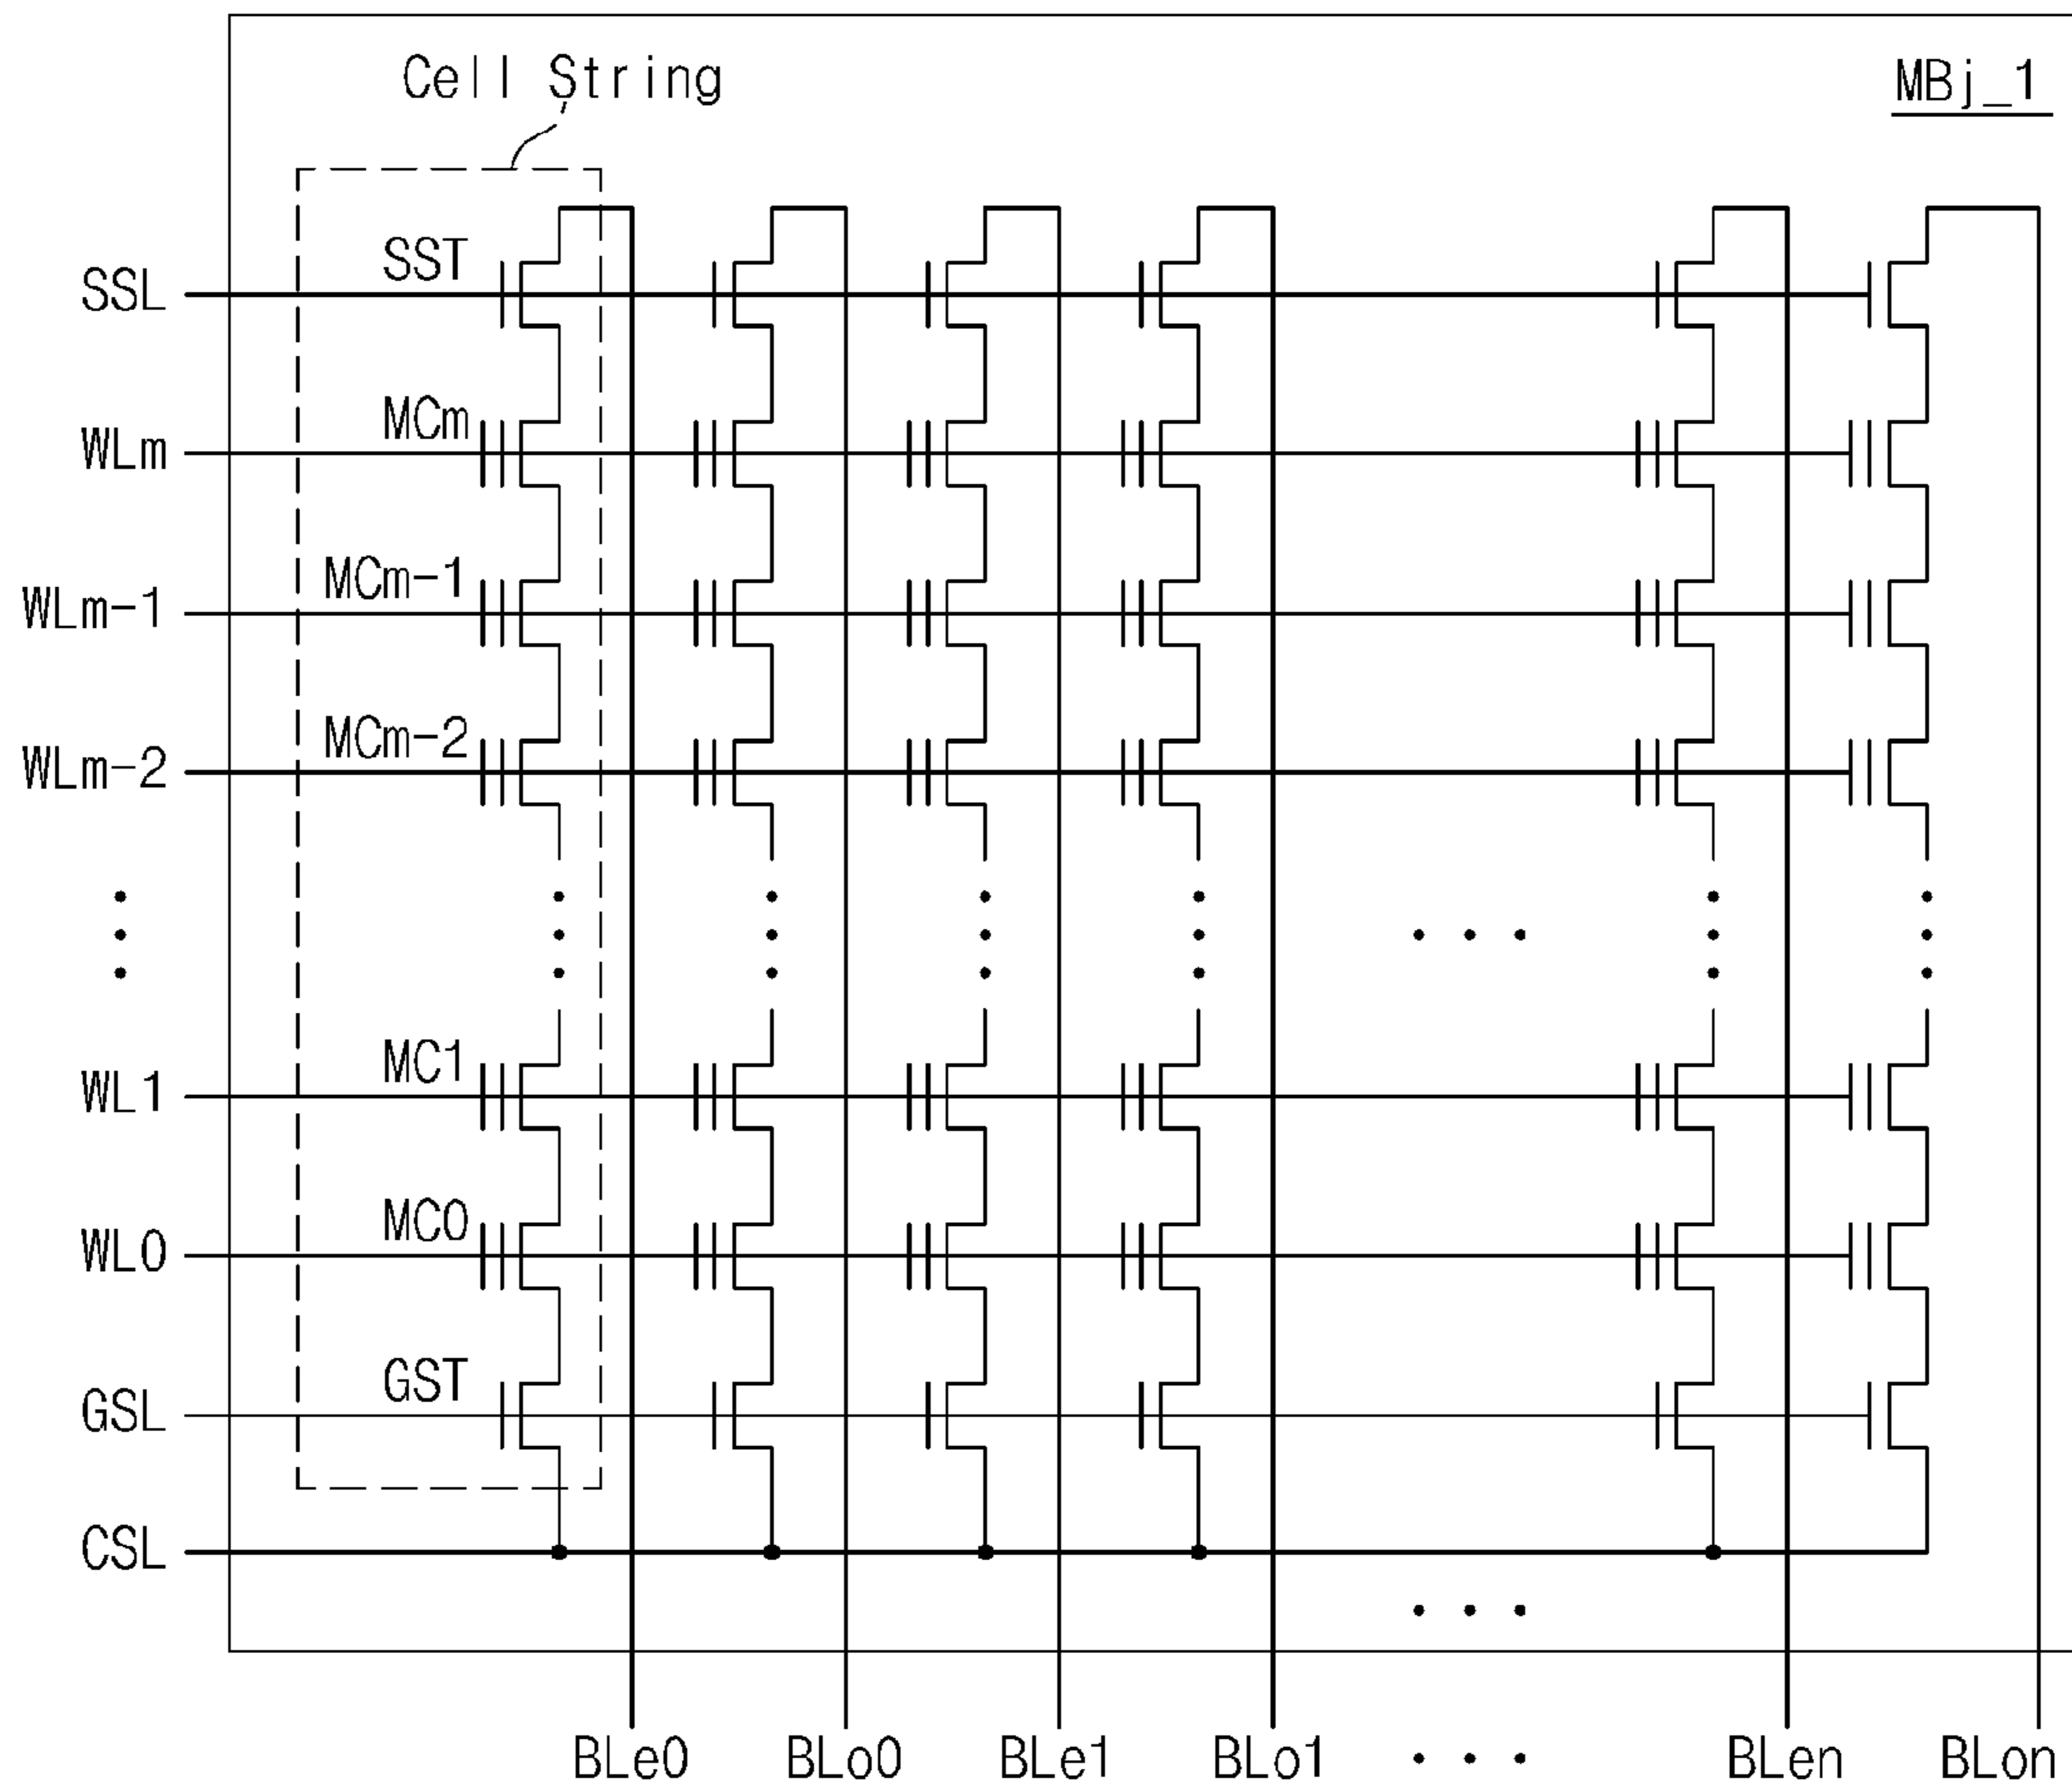 Cell String
MBj_1
SST
SSL
MCm
WLm
MCm-1
WLm-1
MCm-2
WLm-2
MC1
WL1
MC0
WL0
GST
GSL
CSL
BLe0 BLo0 BLe1 BLo1 ... BLen BLon